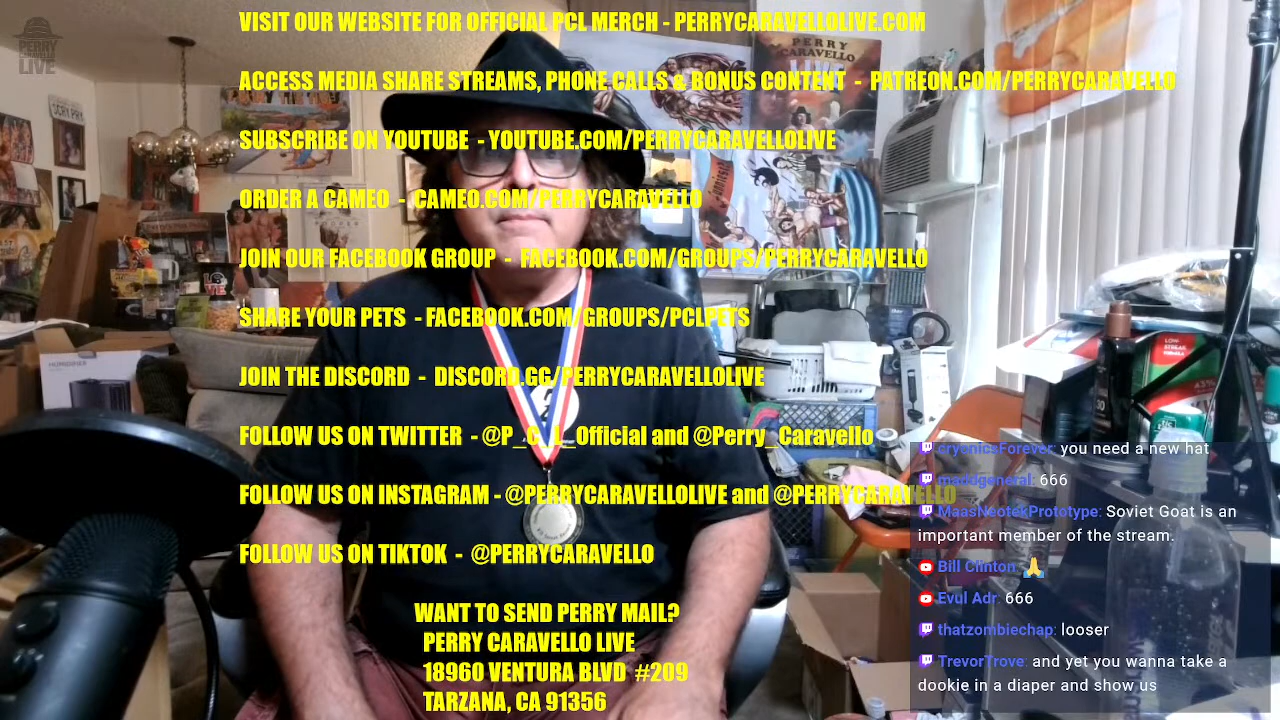 PERRY
CARAVELLO
LIVE
VISIT OUR WEBSITE FOR OFFICIAL PCL MERCH - PERRYCARAVELLOLIVE.COM
ACCESS MEDIA SHARE STREAMS, PHONE CALLS & BONUS CONTENT - PATREON.COM/PERRYCARAVELLO
SUBSCRIBE ON YOUTUBE - YOUTUBE.COM/PERRYCARAVELLOLIVE
ORDER A CAMEO - CAMEO.COM/PERRYCARAVELLO
JOIN OUR FACEBOOK GROUP - FACEBOOK.COM/GROUPS/PERRYCARAVELLO
SHARE YOUR PETS - FACEBOOK.COM/GROUPS/PCLPETS
JOIN THE DISCORD - DISCORD.GG/PERRYCARAVELLOLIVE
FOLLOW US ON TWITTER - @P_C_L_Official and @Perry_Caravello
FOLLOW US ON INSTAGRAM - @PERRYCARAVELLOLIVE and @PERRYCARAVELLO
FOLLOW US ON TIKTOK - @PERRYCARAVELLO
WANT TO SEND PERRY MAIL?
PERRY CARAVELLO LIVE
18960 VENTURA BLVD #209
TARZANA, CA 91356
PERRY
CARAVELLO
cryonicsForever: you need a new hat
madxgeneral: 666
MaasNeotekPrototype: Soviet Goat is an
important member of the stream.
Bill Clinton: 🙏
Evul Adr: 666
thatzombiechap: looser
TrevorTrove: and yet you wanna take a
dookie in a diaper and show us